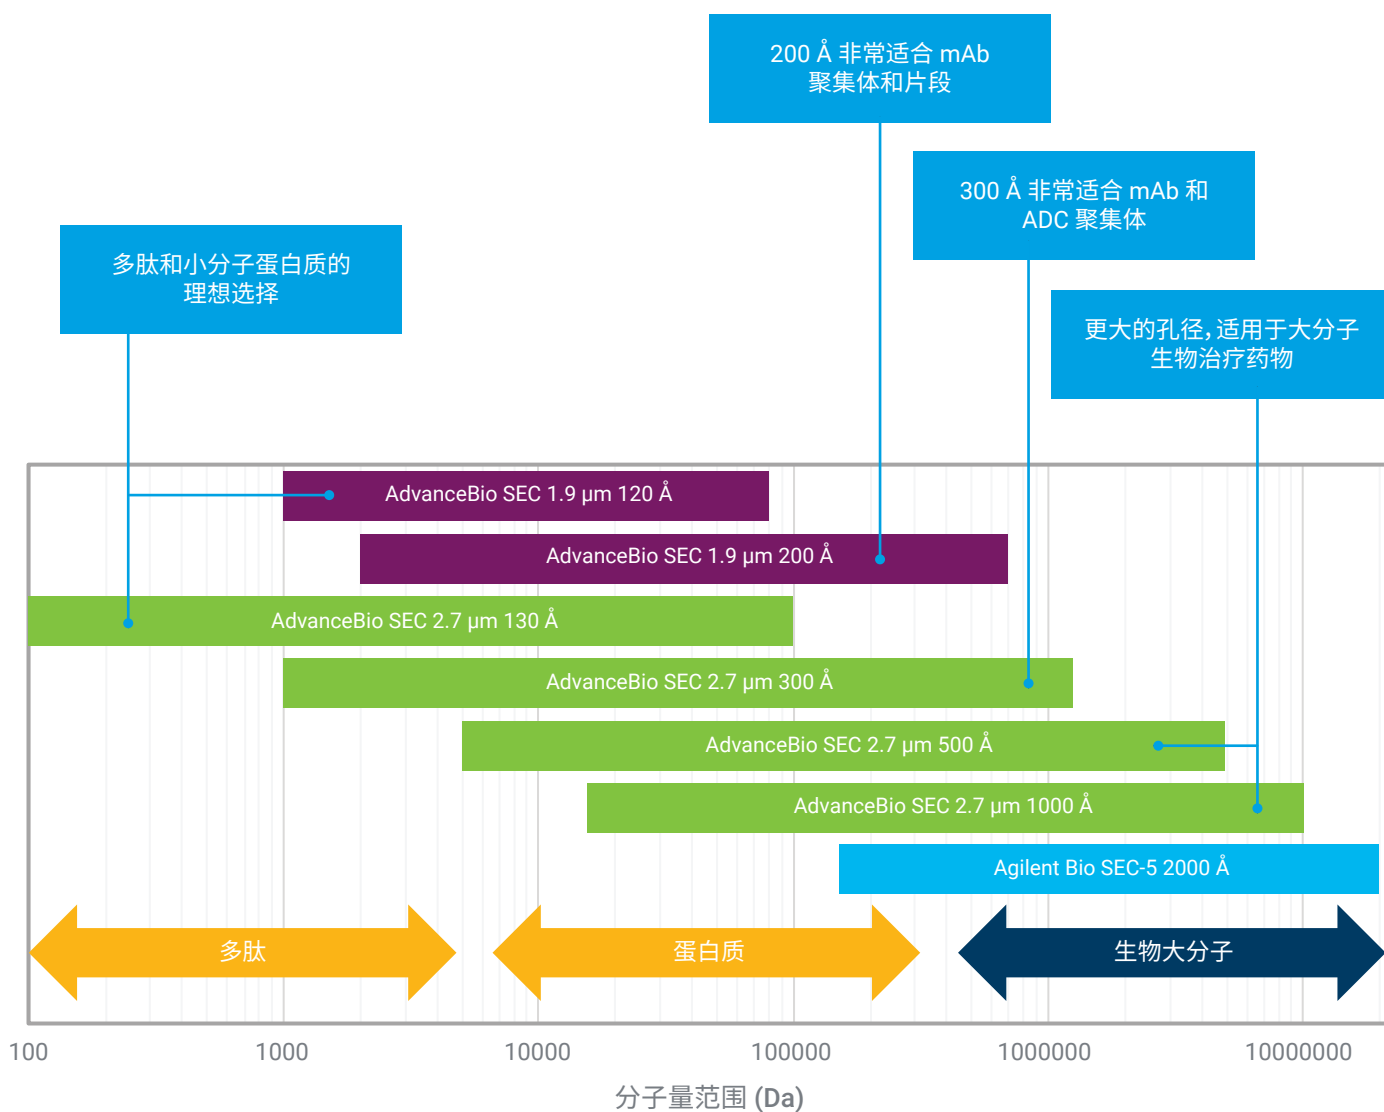 200 Å 非常适合 mAb
聚集体和片段
300 Å 非常适合 mAb 和
ADC 聚集体
多肽和小分子蛋白质的
理想选择
更大的孔径，适用于大分子
生物治疗药物
AdvanceBio SEC 1.9 µm 120 Å
AdvanceBio SEC 1.9 µm 200 Å
AdvanceBio SEC 2.7 µm 130 Å
AdvanceBio SEC 2.7 µm 300 Å
AdvanceBio SEC 2.7 µm 500 Å
AdvanceBio SEC 2.7 µm 1000 Å
Agilent Bio SEC-5 2000 Å
多肽 蛋白质 生物大分子
100 1000 10000 100000 1000000 10000000
分子量范围 (Da)